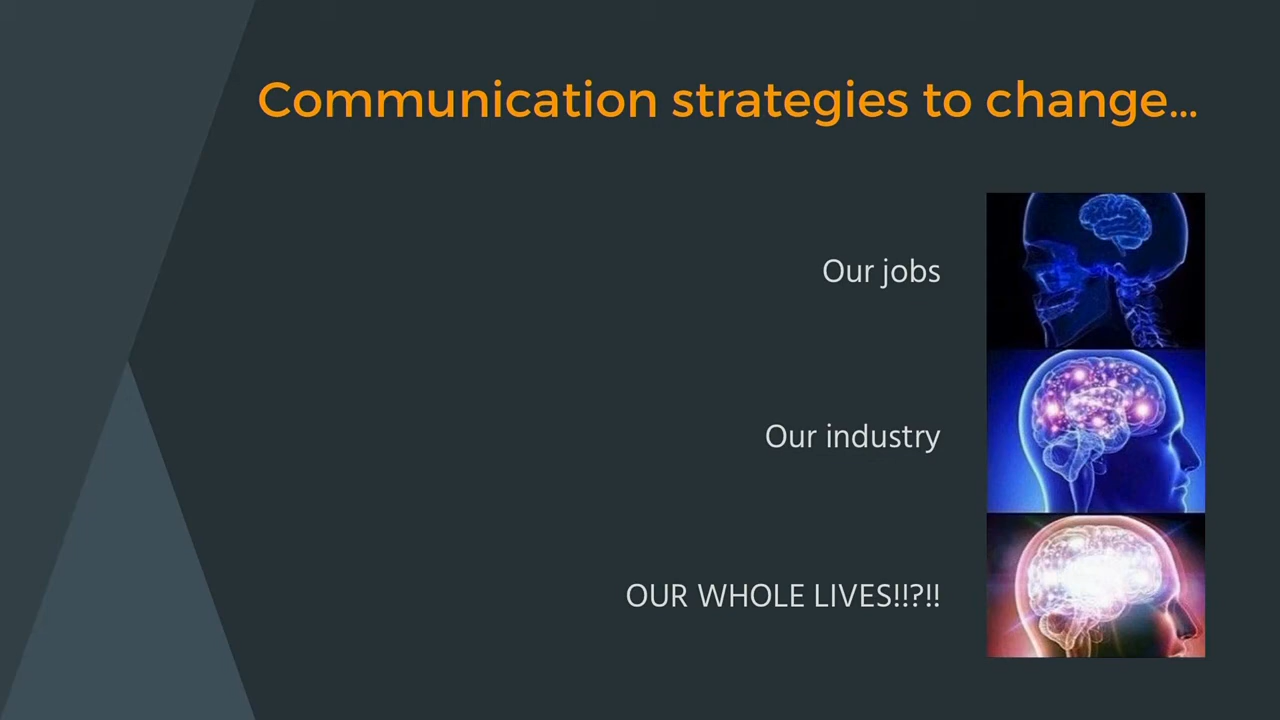 Communication strategies to change...
Our jobs
Our industry
OUR WHOLE LIVES!!?!!